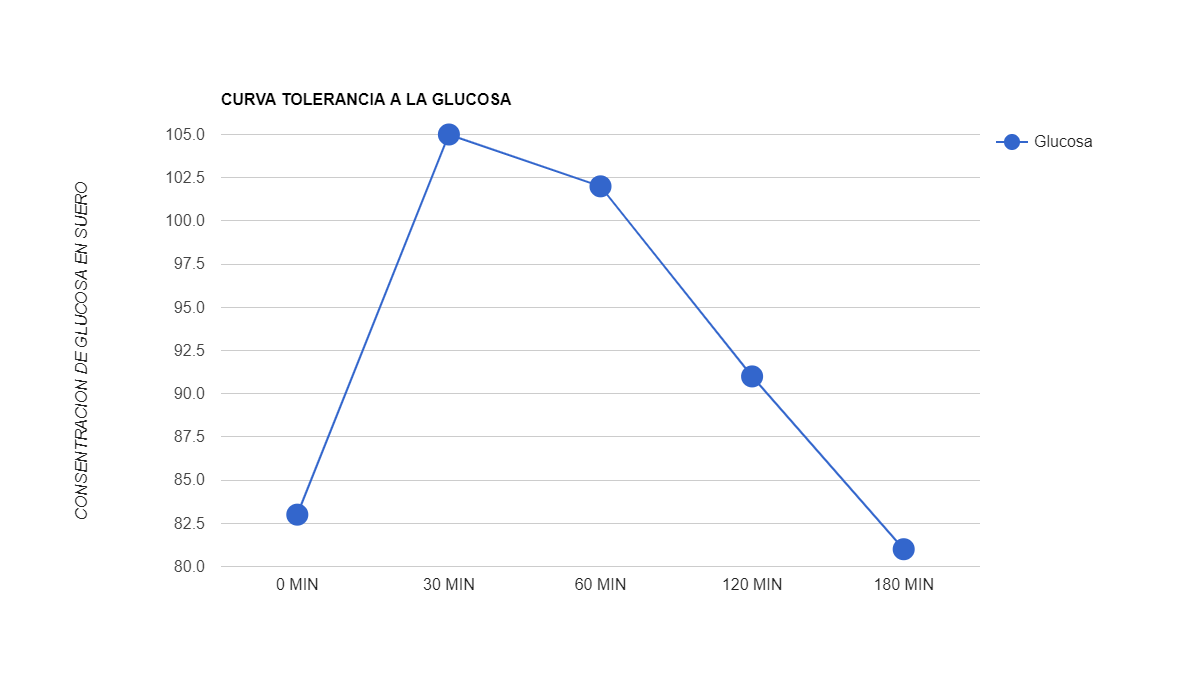 CURVA TOLERANCIA A LA GLUCOSA
105.0
102.5
100.0
97.5
95.0
92.5
90.0
87.5
85.0
82.5
80.0
CONSENTRACION DE GLUCOSA EN SUERO
0 MIN
30 MIN
60 MIN
120 MIN
180 MIN
Glucosa